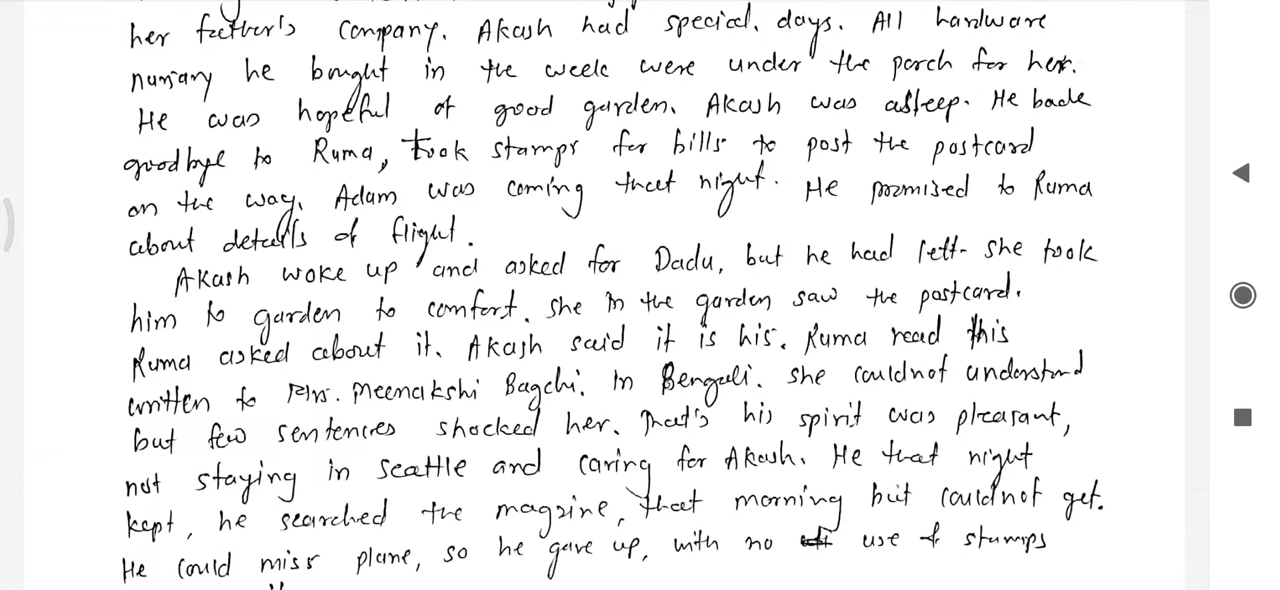 her father's company. Akash had special. days. All hardware
nursary he bought in the week were under the porch for her.
He was hopeful of good garden. Akash was asleep. He bade
goodbye to Ruma, took stamps for bills to post the postcard
on the way. Adam was coming that night. He promised to Ruma
about details of flight.
Akash woke up and asked for Dadu, but he had left. She took
him to garden to comfort. She in the garden saw the postcard.
Ruma asked about it. Akash said it is his. Ruma read this
written to Mrs. Meenakshi Bagchi. In Bengali. She couldnot understand
but few sentences shocked her. That's his spirit was pleasant,
not staying in seattle and caring for Akash. He that night
kept, he searched the magzine, that morning but couldnot get.
He could miss plane, so he gave up, with no use of stamps